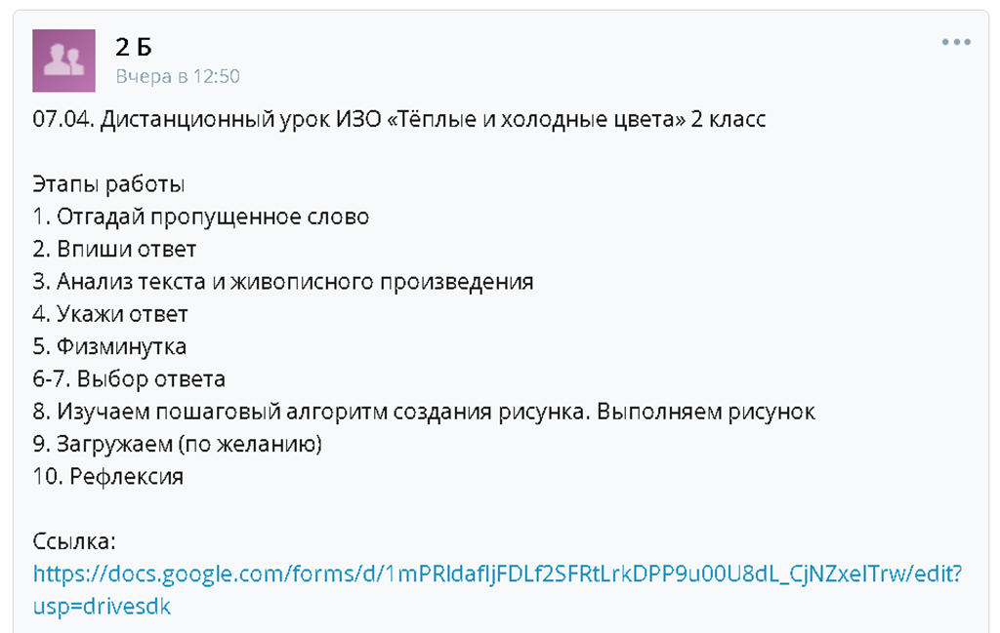 2 Б
Вчера в 12:50
07.04. Дистанционный урок ИЗО «Тёплые и холодные цвета» 2 класс
Этапы работы
1. Отгадай пропущенное слово
2. Впиши ответ
3. Анализ текста и живописного произведения
4. Укажи ответ
5. Физминутка
6-7. Выбор ответа
8. Изучаем пошаговый алгоритм создания рисунка. Выполняем рисунок
9. Загружаем (по желанию)
10. Рефлексия
Ссылка:
https://docs.google.com/forms/d/1mPRldafljFDLf2SFRtLrkDPP9u00U8dL_CjNZxelTrw/edit?
usp=drivesdk